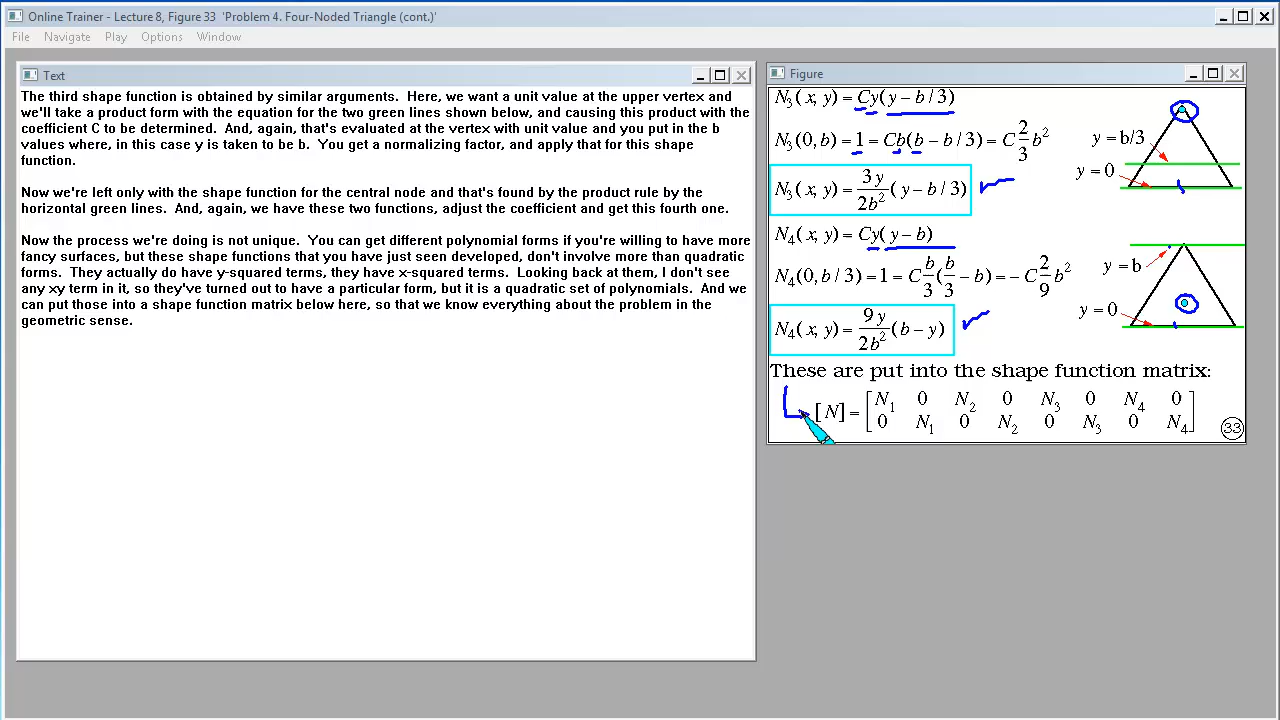 Online Trainer - Lecture 8, Figure 33 'Problem 4. Four-Noded Triangle (cont.)'
File Navigate Play Options Window
Text
The third shape function is obtained by similar arguments. Here, we want a unit value at the upper vertex and
we'll take a product form with the equation for the two green lines shown below, and causing this product with the
coefficient C to be determined. And, again, that's evaluated at the vertex with unit value and you put in the b
values where, in this case y is taken to be b. You get a normalizing factor, and apply that for this shape
function.
Now we're left only with the shape function for the central node and that's found by the product rule by the
horizontal green lines. And, again, we have these two functions, adjust the coefficient and get this fourth one.
Now the process we're doing is not unique. You can get different polynomial forms if you're willing to have more
fancy surfaces, but these shape functions that you have just seen developed, don't involve more than quadratic
forms. They actually do have y-squared terms, they have x-squared terms. Looking back at them, I don't see
any xy term in it, so they've turned out to have a particular form, but it is a quadratic set of polynomials. And we
can put those into a shape function matrix below here, so that we know everything about the problem in the
geometric sense.
Figure
N₃(x, y) = Cy(y − b/3)
N₃(0, b) = 1 = Cb(b − b/3) = C 2/3 b²
N₃(x, y) = 3y/2b² (y − b/3)
y = b/3
y = 0
N₄(x, y) = Cy(y − b)
N₄(0, b/3) = 1 = C b/3 (b/3 − b) = − C 2/9 b²
N₄(x, y) = 9y/2b² (b − y)
y = b
y = 0
These are put into the shape function matrix:
[N] = [N₁ 0 N₂ 0 N₃ 0 N₄ 0
0 N₁ 0 N₂ 0 N₃ 0 N₄]
33